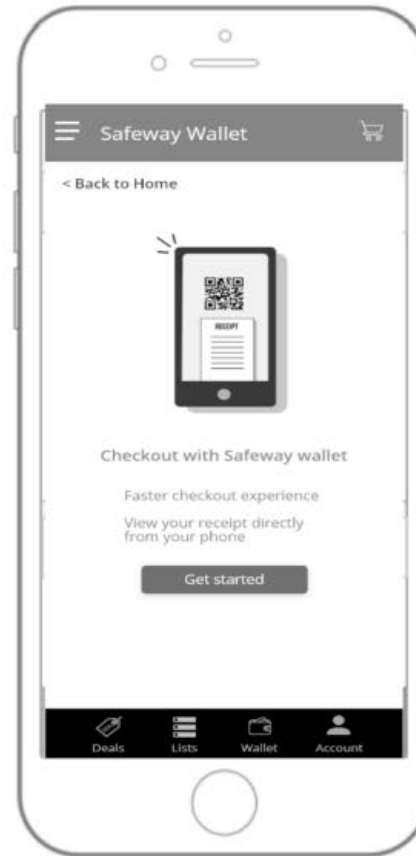 Safeway Wallet
< Back to Home
RECEIPT
Checkout with Safeway wallet
Faster checkout experience
View your receipt directly
from your phone
Get started
Deals Lists Wallet Account